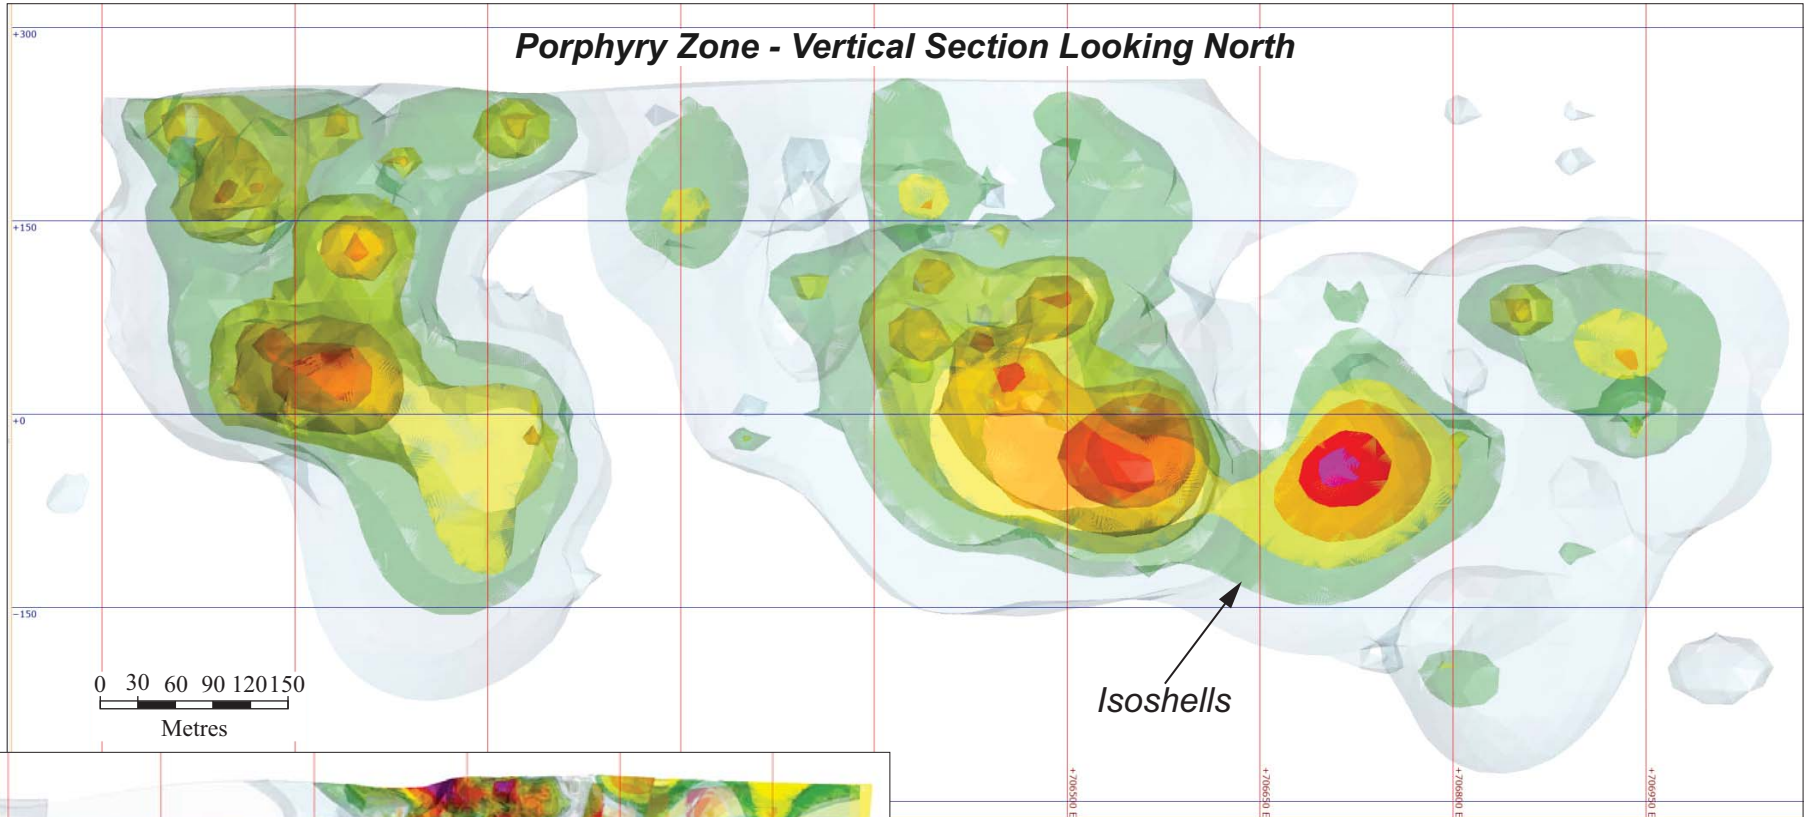 Porphyry Zone - Vertical Section Looking North
+300
+150
+0
−150
0 30 60 90 120 150
Metres
Isoshells
+706500 E
+706650 E
+706800 E
+706950 E